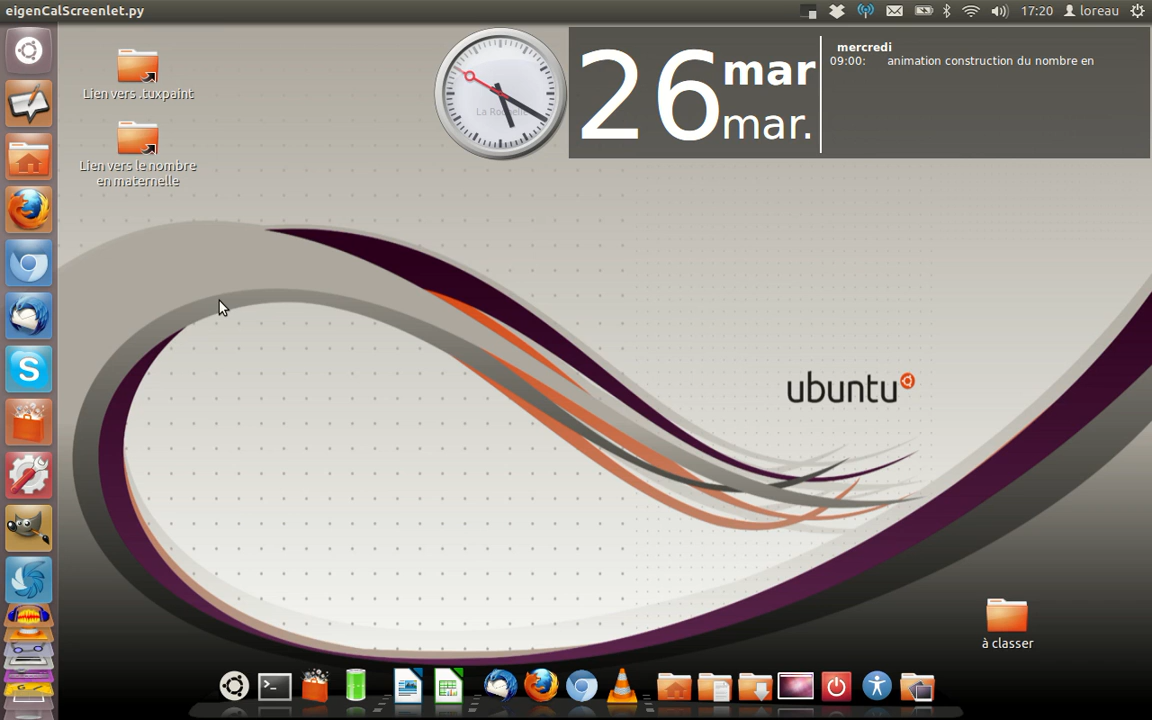 eigenCalScreenlet.py
17:20
loreau
Lien vers .tuxpaint
Lien vers le nombre
en maternelle
26
mar
mar.
mercredi
09:00: animation construction du nombre en
ubuntu
à classer